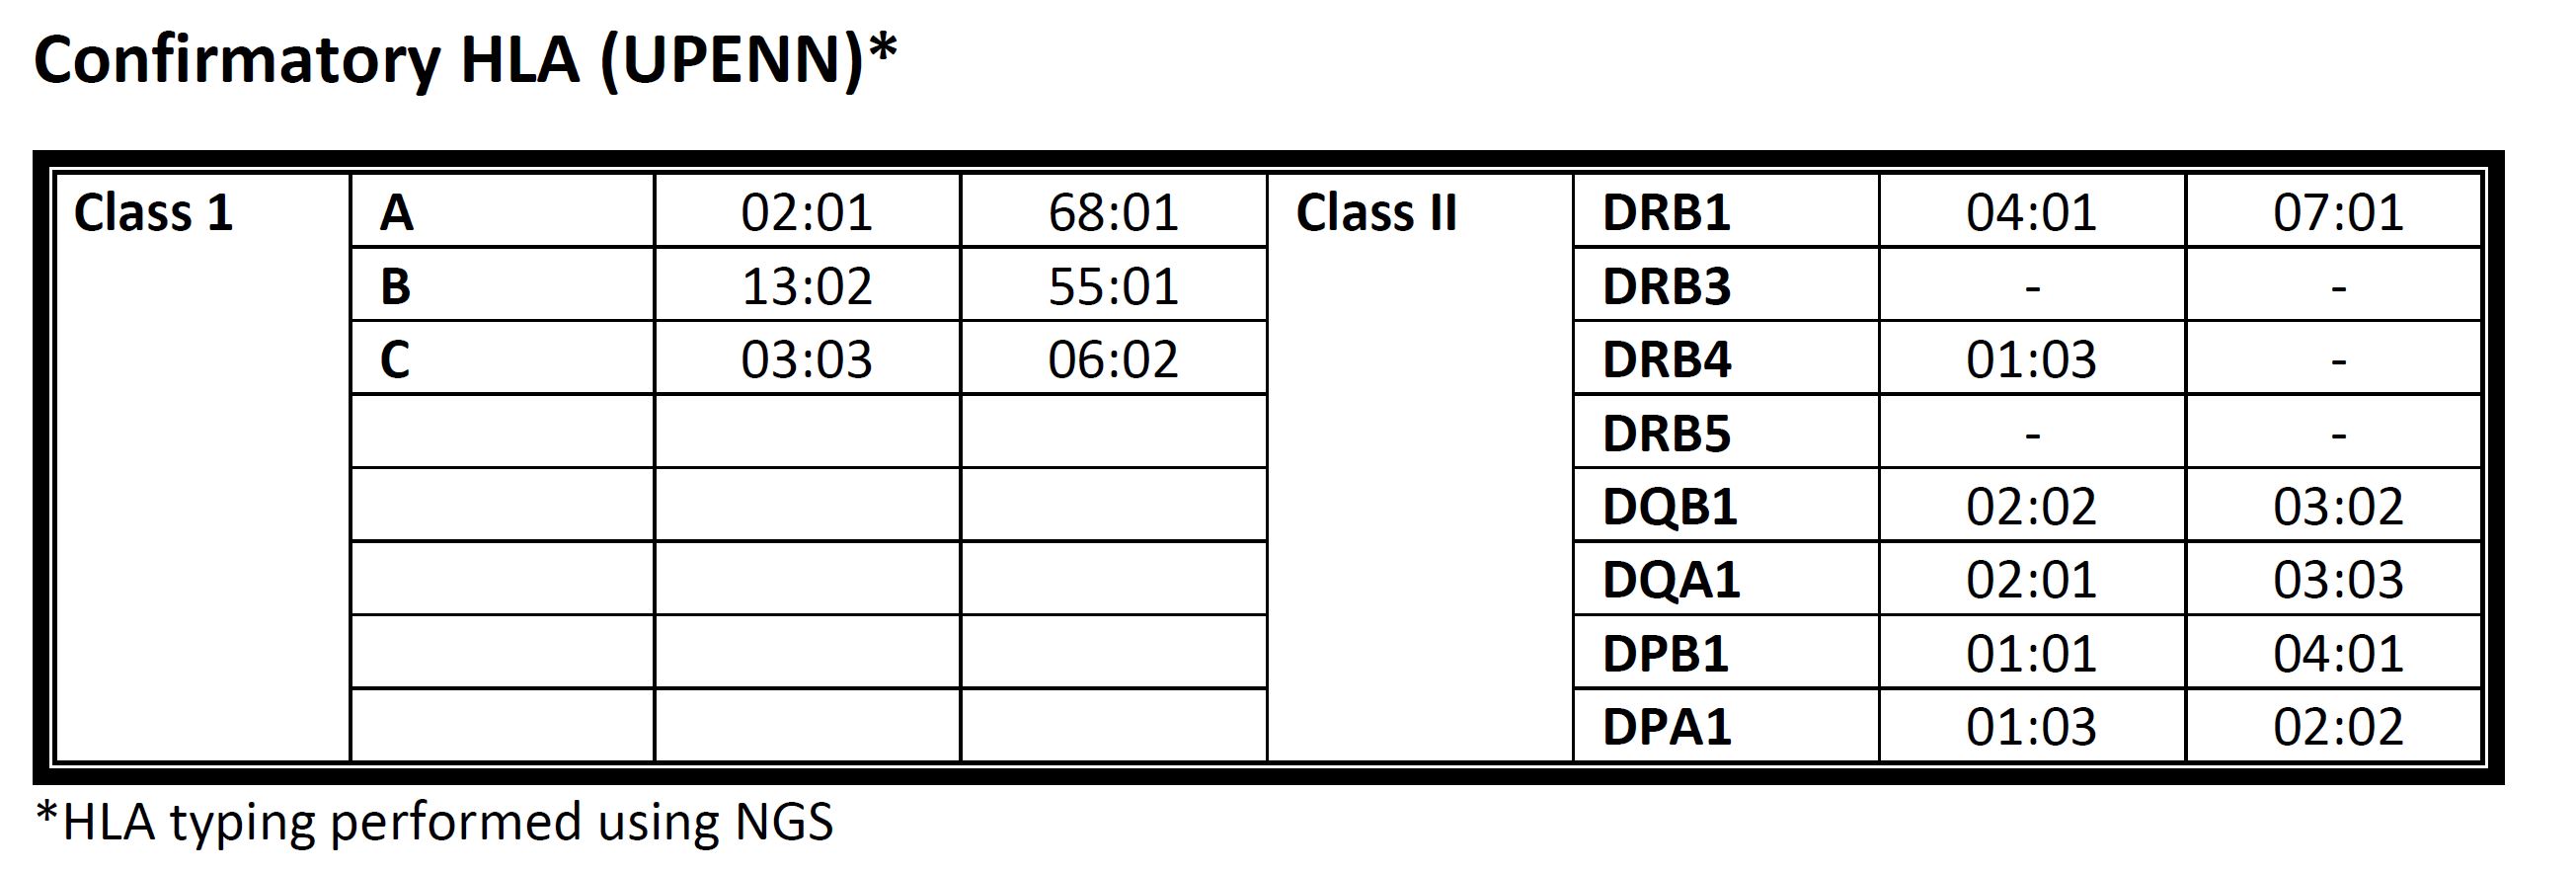 Confirmatory HLA (UPENN)*
Class 1 A 02:01 68:01 Class II DRB1 04:01 07:01
B 13:02 55:01 DRB3 - -
C 03:03 06:02 DRB4 01:03 -
DRB5 - -
DQB1 02:02 03:02
DQA1 02:01 03:03
DPB1 01:01 04:01
DPA1 01:03 02:02
*HLA typing performed using NGS